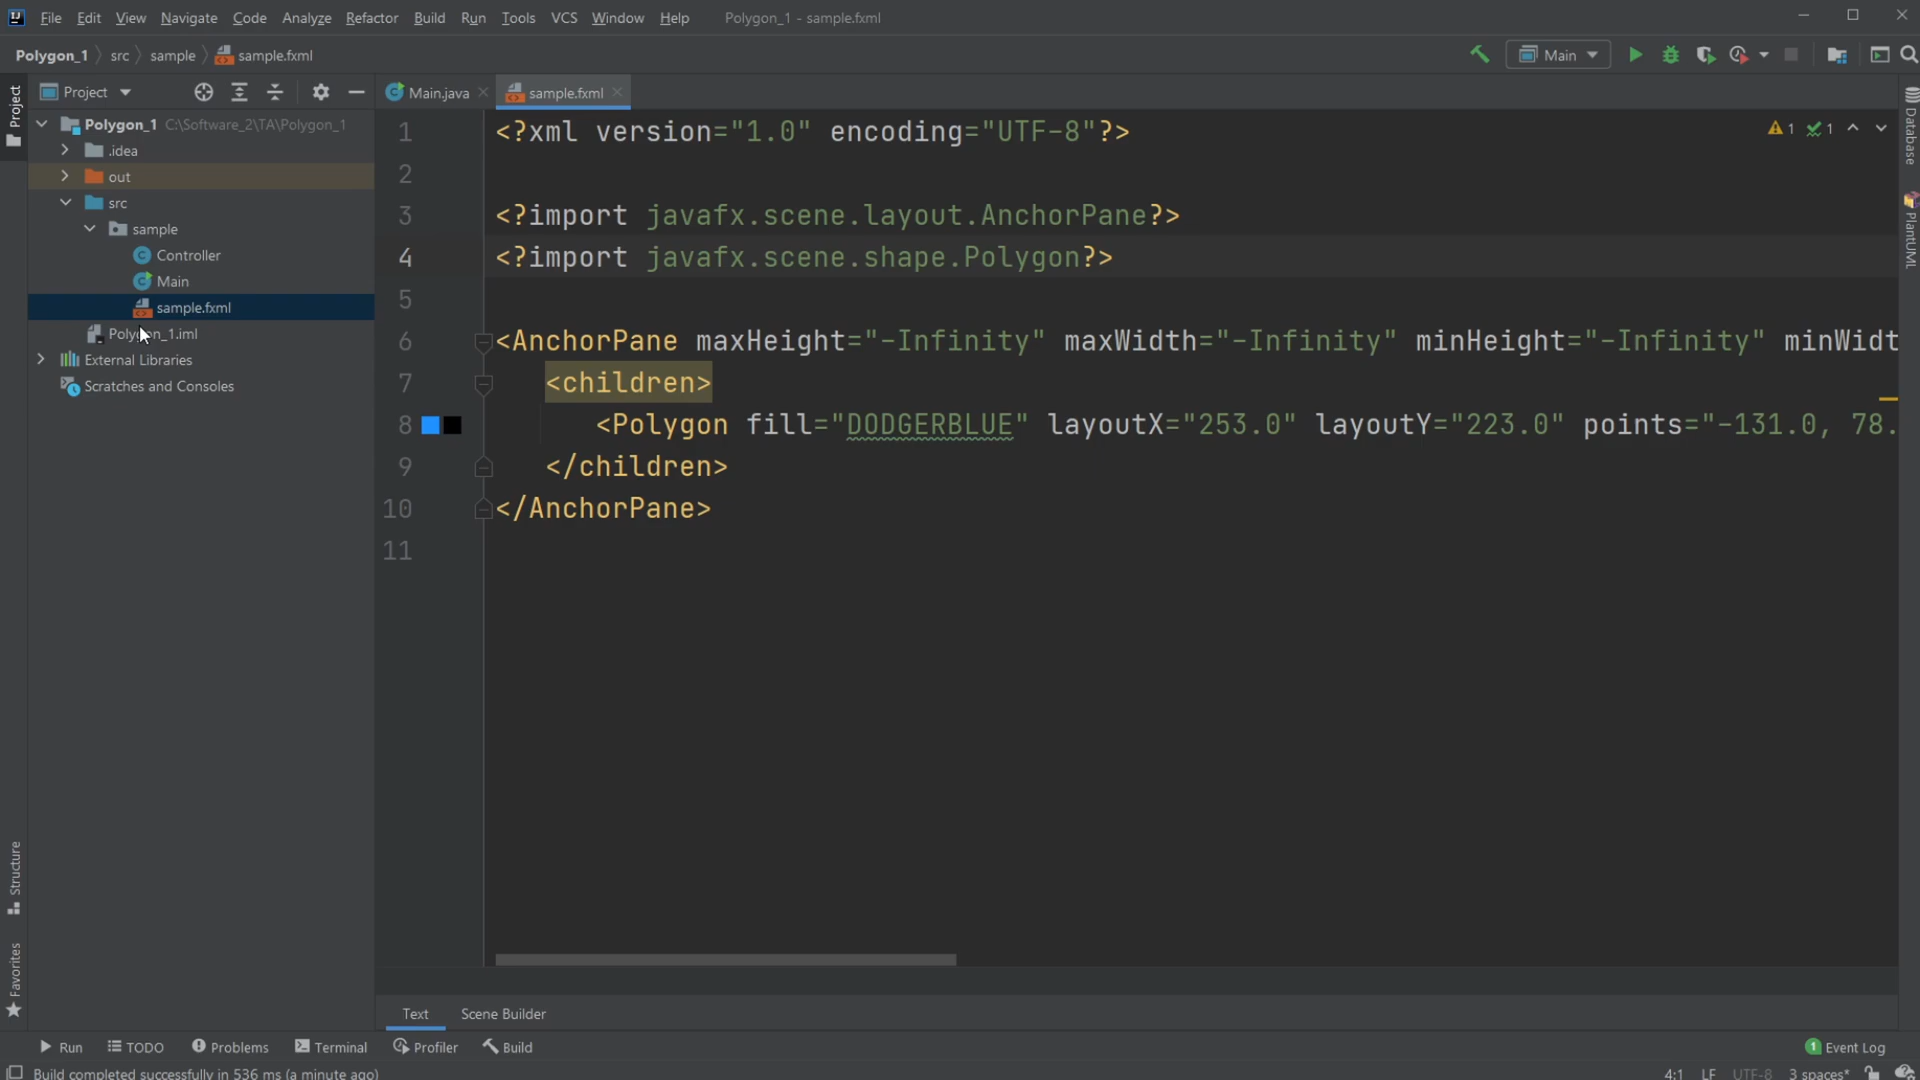 File Edit View Navigate Code Analyze Refactor Build Run Tools VCS Window Help Polygon_1 - sample.fxml
Polygon_1 src sample sample.fxml Main
Project Main.java sample.fxml
Project
Polygon_1 C:\Software_2\TA\Polygon_1
.idea
out
src
sample
Controller
Main
sample.fxml
Polygon_1.iml
External Libraries
Scratches and Consoles
1 <?xml version="1.0" encoding="UTF-8"?>
2
3 <?import javafx.scene.layout.AnchorPane?>
4 <?import javafx.scene.shape.Polygon?>
5
6 <AnchorPane maxHeight="-Infinity" maxWidth="-Infinity" minHeight="-Infinity" minWidt
7 <children>
8 <Polygon fill="DODGERBLUE" layoutX="253.0" layoutY="223.0" points="-131.0, 78.
9 </children>
10 </AnchorPane>
11
1 1
Database
PlantUML
Structure
Favorites
Text Scene Builder
Run TODO Problems Terminal Profiler Build 1 Event Log
Build completed successfully in 536 ms (a minute ago) 4:1 LF UTF-8 3 spaces*